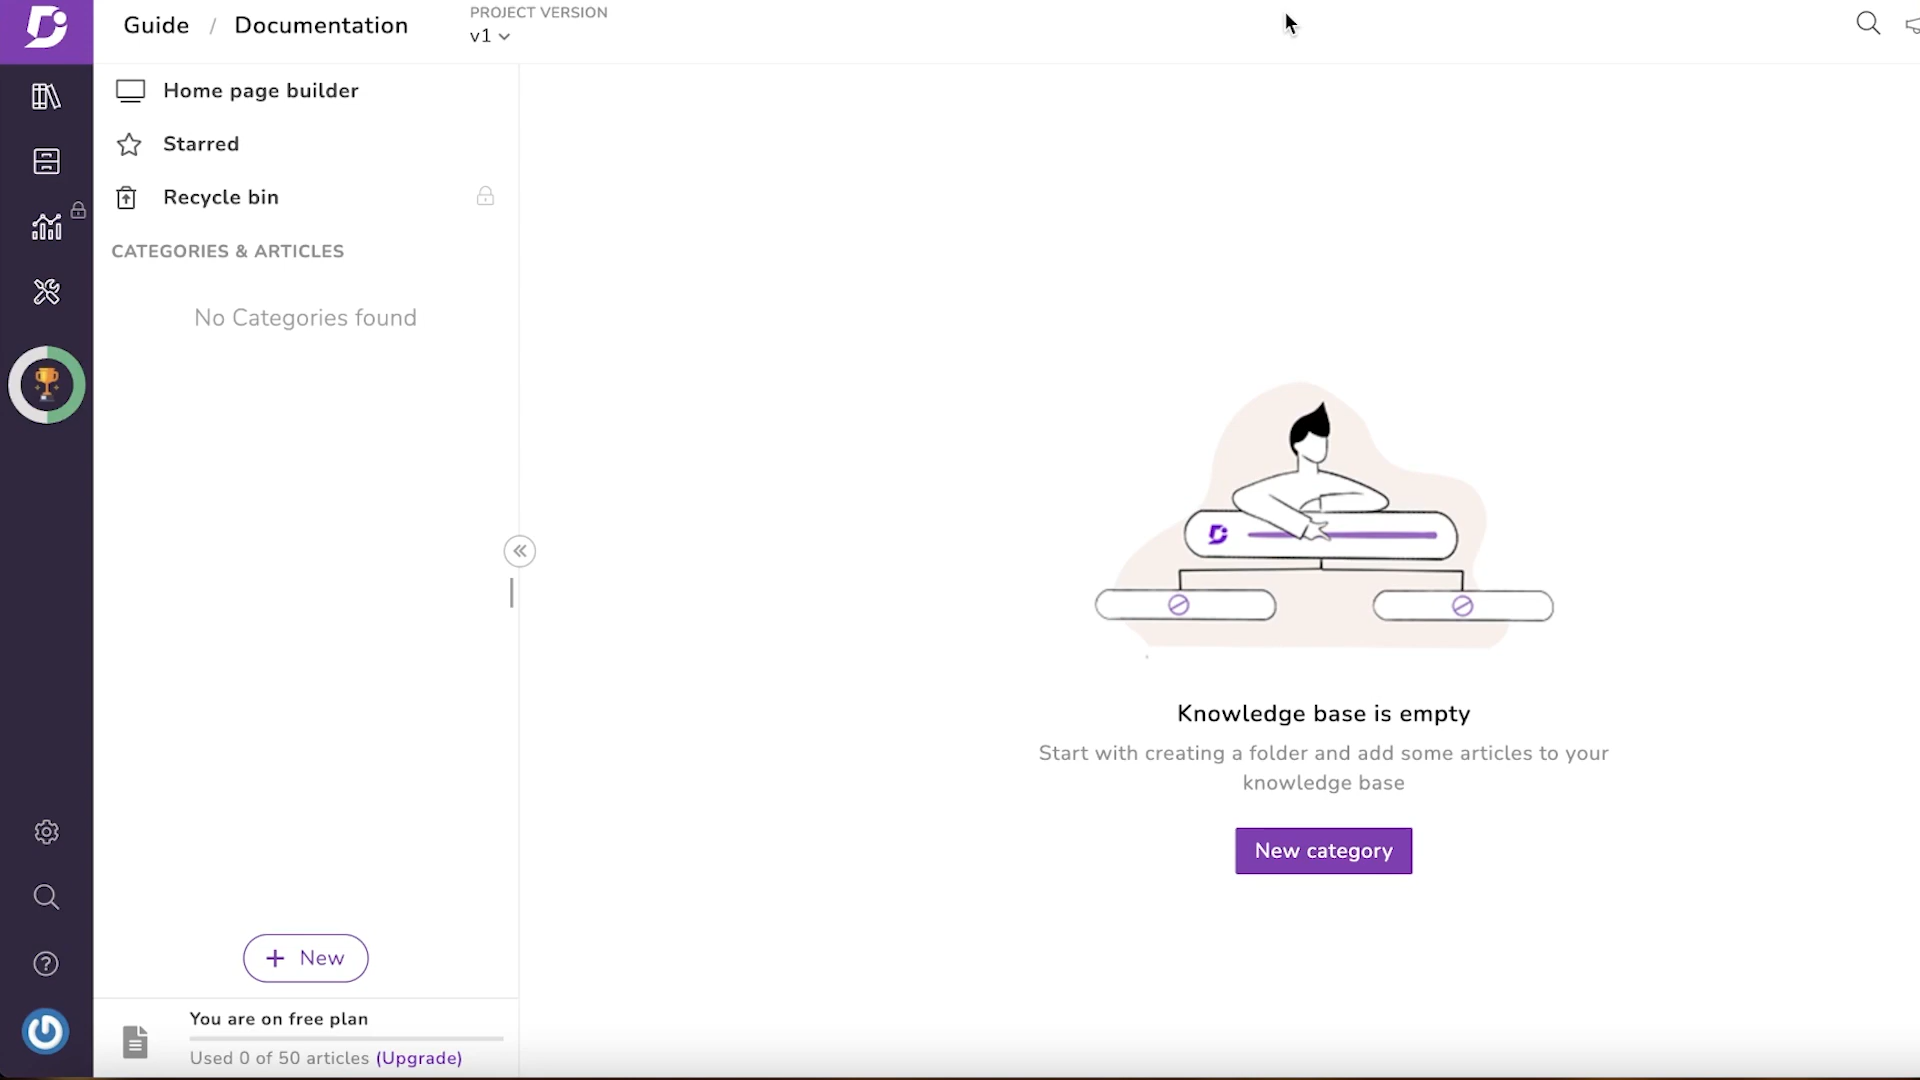 Guide / Documentation
PROJECT VERSION
v1
Home page builder
Starred
Recycle bin
CATEGORIES & ARTICLES
No Categories found
Knowledge base is empty
Start with creating a folder and add some articles to your
knowledge base
New category
+ New
You are on free plan
Used 0 of 50 articles (Upgrade)